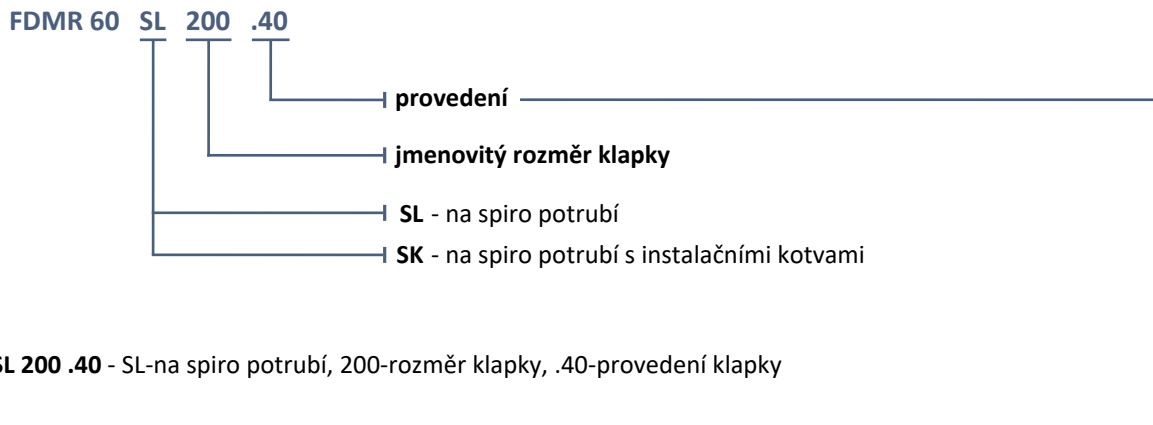 FDMR 60 SL 200 .40
provedení
jmenovitý rozměr klapky
SL - na spiro potrubí
SK - na spiro potrubí s instalačními kotvami
SL 200 .40 - SL-na spiro potrubí, 200-rozměr klapky, .40-provedení klapky